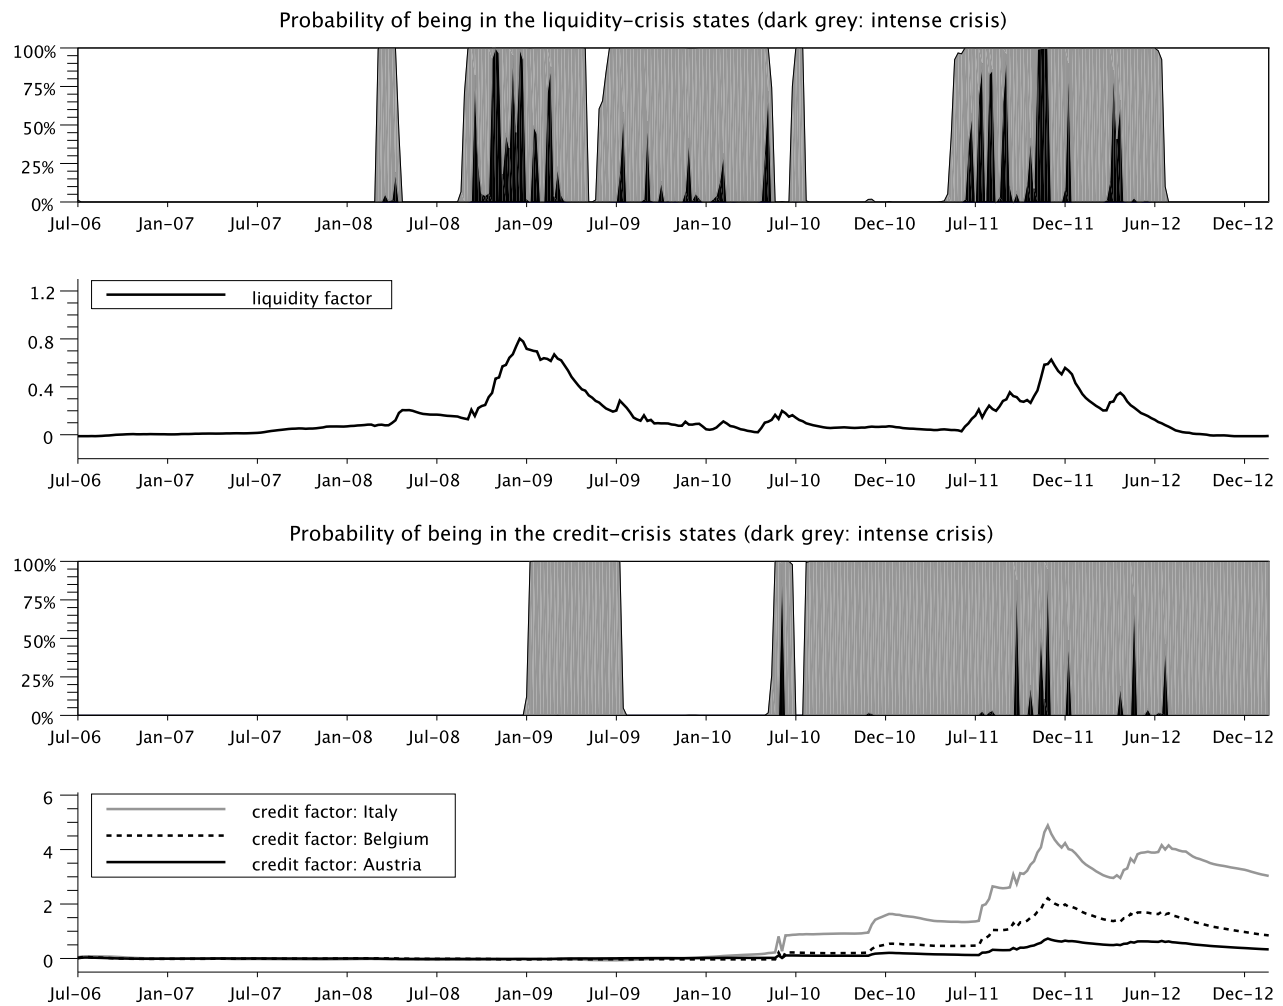 Probability of being in the liquidity-crisis states (dark grey: intense crisis)
100%
75%
50%
25%
0%
Jul-06 Jan-07 Jul-07 Jan-08 Jul-08 Jan-09 Jul-09 Jan-10 Jul-10 Dec-10 Jul-11 Dec-11 Jun-12 Dec-12
liquidity factor
1.2
0.8
0.4
0
Jul-06 Jan-07 Jul-07 Jan-08 Jul-08 Jan-09 Jul-09 Jan-10 Jul-10 Dec-10 Jul-11 Dec-11 Jun-12 Dec-12
Probability of being in the credit-crisis states (dark grey: intense crisis)
100%
75%
50%
25%
0%
Jul-06 Jan-07 Jul-07 Jan-08 Jul-08 Jan-09 Jul-09 Jan-10 Jul-10 Dec-10 Jul-11 Dec-11 Jun-12 Dec-12
6
credit factor: Italy
credit factor: Belgium
credit factor: Austria
4
2
0
Jul-06 Jan-07 Jul-07 Jan-08 Jul-08 Jan-09 Jul-09 Jan-10 Jul-10 Dec-10 Jul-11 Dec-11 Jun-12 Dec-12